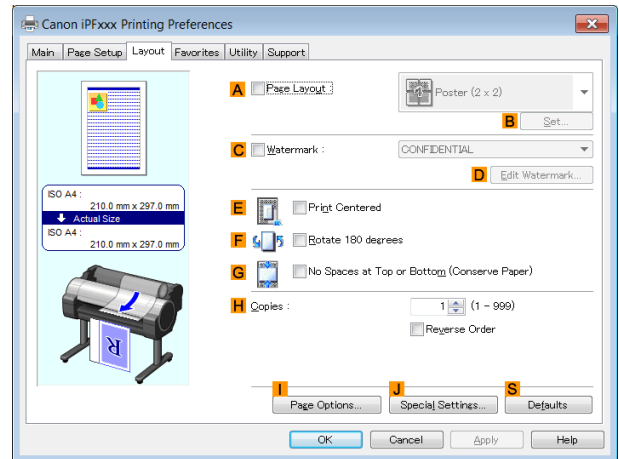 Canon iPFxxx Printing Preferences
Main Page Setup Layout Favorites Utility Support
A Page Layout : Poster (2 x 2)
B Set...
C Watermark : CONFIDENTIAL
D Edit Watermark...
ISO A4 :
210.0 mm x 297.0 mm
Actual Size
ISO A4 :
210.0 mm x 297.0 mm
E Print Centered
F Rotate 180 degrees
G No Spaces at Top or Bottom (Conserve Paper)
H Copies : 1 (1 - 999)
Reverse Order
R
I J S
Page Options... Special Settings... Defaults
OK Cancel Apply Help